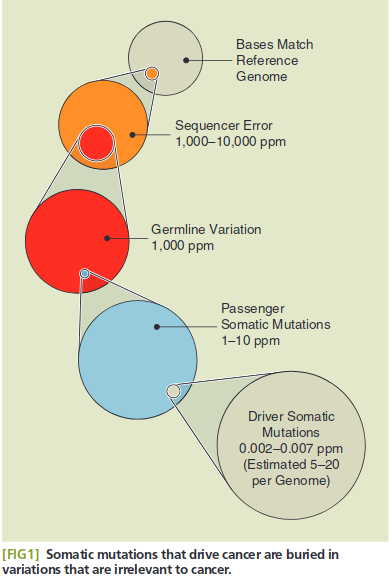 Bases Match
Reference
Genome
Sequencer Error
1,000–10,000 ppm
Germline Variation
1,000 ppm
Passenger
Somatic Mutations
1–10 ppm
Driver Somatic
Mutations
0.002–0.007 ppm
(Estimated 5–20
per Genome)
[FIG1] Somatic mutations that drive cancer are buried in
variations that are irrelevant to cancer.